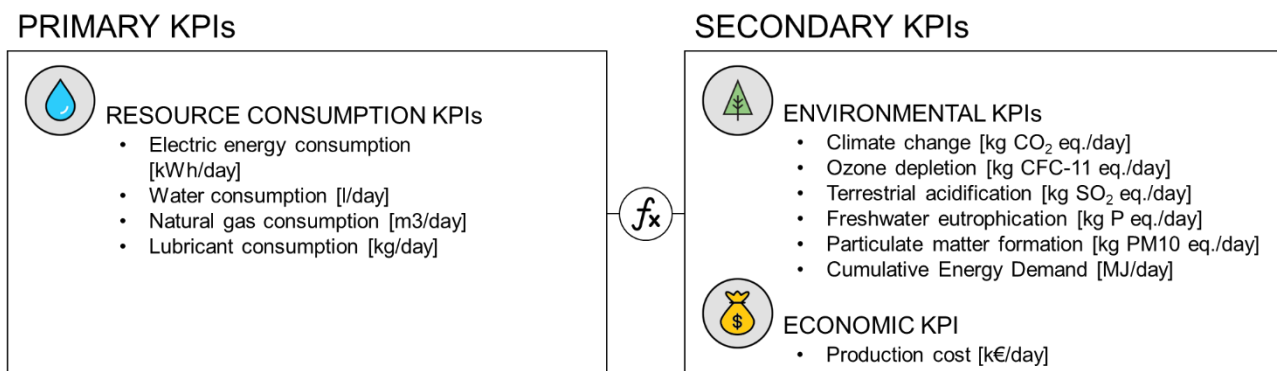 PRIMARY KPIs
RESOURCE CONSUMPTION KPIs
• Electric energy consumption
[kWh/day]
• Water consumption [l/day]
• Natural gas consumption [m3/day]
• Lubricant consumption [kg/day]
fx
SECONDARY KPIs
ENVIRONMENTAL KPIs
• Climate change [kg CO₂ eq./day]
• Ozone depletion [kg CFC-11 eq./day]
• Terrestrial acidification [kg SO₂ eq./day]
• Freshwater eutrophication [kg P eq./day]
• Particulate matter formation [kg PM10 eq./day]
• Cumulative Energy Demand [MJ/day]
$
ECONOMIC KPI
• Production cost [k€/day]